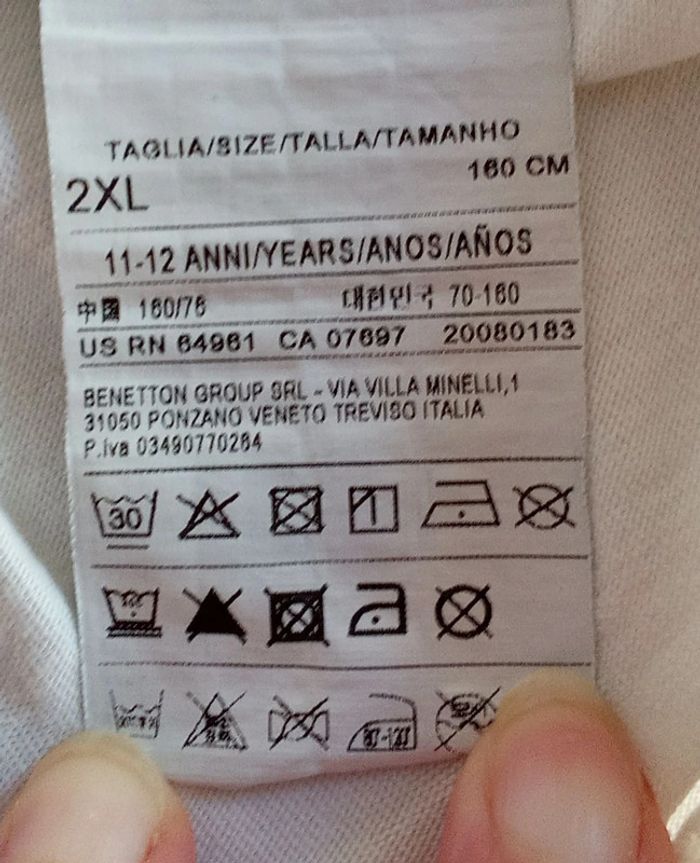 TAGLIA/SIZE/TALLA/TAMANHO
160 CM
2XL
11-12 ANNI/YEARS/ANOS/AÑOS
中國 160/76 대한민국 70-160
US RN 64961 CA 07697 20080183
BENETTON GROUP SRL - VIA VILLA MINELLI,1
31050 PONZANO VENETO TREVISO ITALIA
P.Iva 03490770264
30